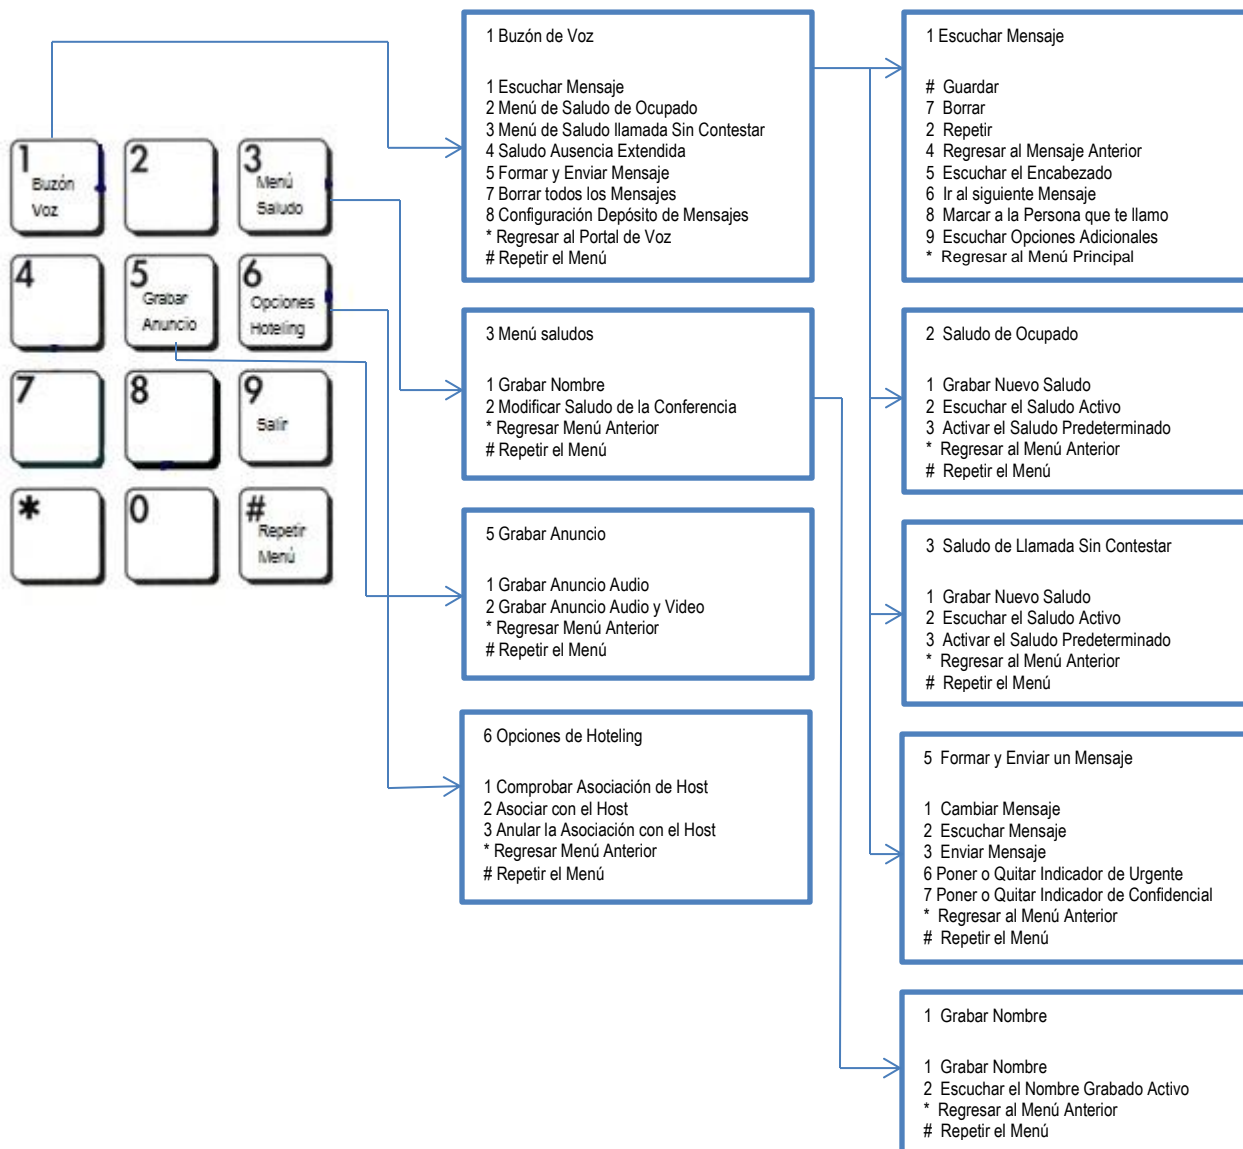 1
Buzón
Voz
2
3
Menú
Saludo
4
5
Grabar
Anuncio
6
Opciones
Hoteling
7
8
9
Salir
*
0
#
Repetir
Menú
1 Buzón de Voz
1 Escuchar Mensaje
2 Menú de Saludo de Ocupado
3 Menú de Saludo llamada Sin Contestar
4 Saludo Ausencia Extendida
5 Formar y Enviar Mensaje
7 Borrar todos los Mensajes
8 Configuración Depósito de Mensajes
* Regresar al Portal de Voz
# Repetir el Menú
3 Menú saludos
1 Grabar Nombre
2 Modificar Saludo de la Conferencia
* Regresar Menú Anterior
# Repetir el Menú
5 Grabar Anuncio
1 Grabar Anuncio Audio
2 Grabar Anuncio Audio y Video
* Regresar Menú Anterior
# Repetir el Menú
6 Opciones de Hoteling
1 Comprobar Asociación de Host
2 Asociar con el Host
3 Anular la Asociación con el Host
* Regresar Menú Anterior
# Repetir el Menú
1 Escuchar Mensaje
# Guardar
7 Borrar
2 Repetir
4 Regresar al Mensaje Anterior
5 Escuchar el Encabezado
6 Ir al siguiente Mensaje
8 Marcar a la Persona que te llamo
9 Escuchar Opciones Adicionales
* Regresar al Menú Principal
2 Saludo de Ocupado
1 Grabar Nuevo Saludo
2 Escuchar el Saludo Activo
3 Activar el Saludo Predeterminado
* Regresar al Menú Anterior
# Repetir el Menú
3 Saludo de Llamada Sin Contestar
1 Grabar Nuevo Saludo
2 Escuchar el Saludo Activo
3 Activar el Saludo Predeterminado
* Regresar al Menú Anterior
# Repetir el Menú
5 Formar y Enviar un Mensaje
1 Cambiar Mensaje
2 Escuchar Mensaje
3 Enviar Mensaje
6 Poner o Quitar Indicador de Urgente
7 Poner o Quitar Indicador de Confidencial
* Regresar al Menú Anterior
# Repetir el Menú
1 Grabar Nombre
1 Grabar Nombre
2 Escuchar el Nombre Grabado Activo
* Regresar al Menú Anterior
# Repetir el Menú